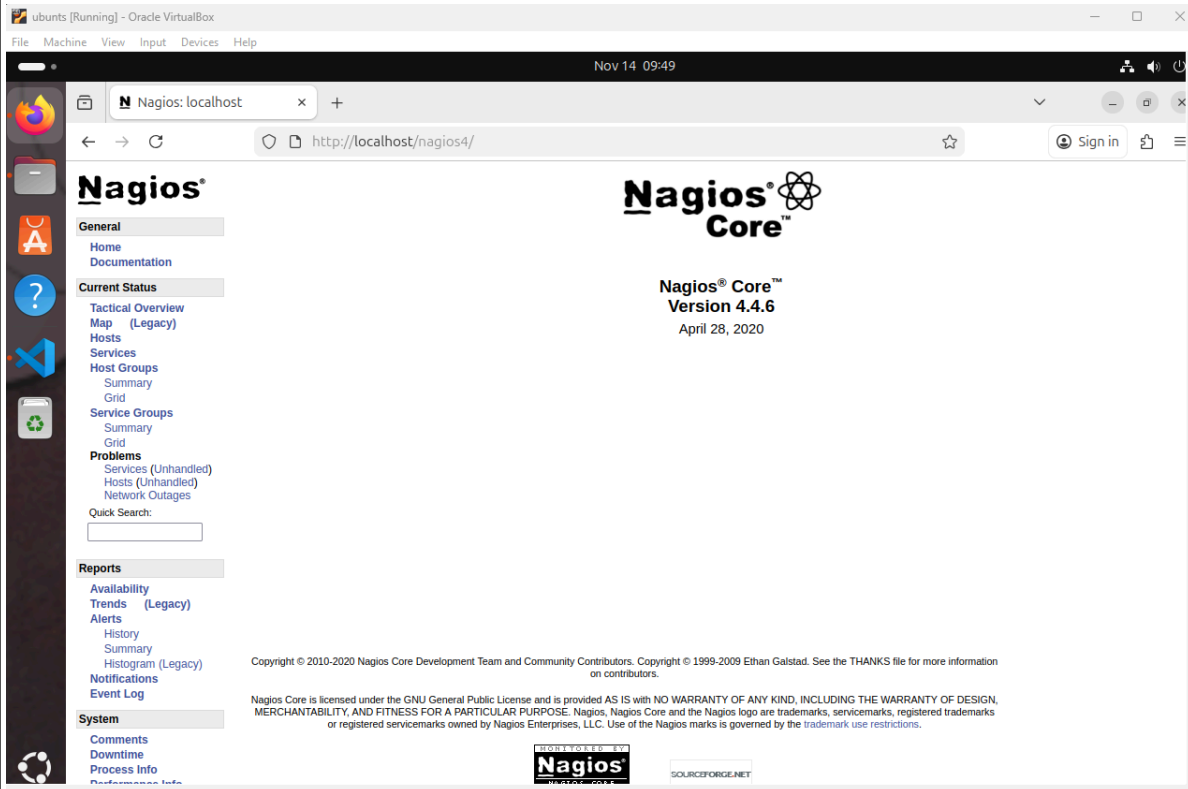 ubunts [Running] - Oracle VirtualBox
File Machine View Input Devices Help
Nov 14 09:49
N Nagios: localhost
http://localhost/nagios4/
Sign in
Nagios®
General
Home
Documentation
Current Status
Tactical Overview
Map (Legacy)
Hosts
Services
Host Groups
Summary
Grid
Service Groups
Summary
Grid
Problems
Services (Unhandled)
Hosts (Unhandled)
Network Outages
Quick Search:
Reports
Availability
Trends (Legacy)
Alerts
History
Summary
Histogram (Legacy)
Notifications
Event Log
System
Comments
Downtime
Process Info
Performance Info
Nagios®
Core™
Nagios® Core™
Version 4.4.6
April 28, 2020
Copyright © 2010-2020 Nagios Core Development Team and Community Contributors. Copyright © 1999-2009 Ethan Galstad. See the THANKS file for more information
on contributors.
Nagios Core is licensed under the GNU General Public License and is provided AS IS with NO WARRANTY OF ANY KIND, INCLUDING THE WARRANTY OF DESIGN,
MERCHANTABILITY, AND FITNESS FOR A PARTICULAR PURPOSE. Nagios, Nagios Core and the Nagios logo are trademarks, servicemarks, registered trademarks
or registered servicemarks owned by Nagios Enterprises, LLC. Use of the Nagios marks is governed by the trademark use restrictions.
MONITORED BY
Nagios®
NAGIOS CORE
SOURCEFORGE.NET